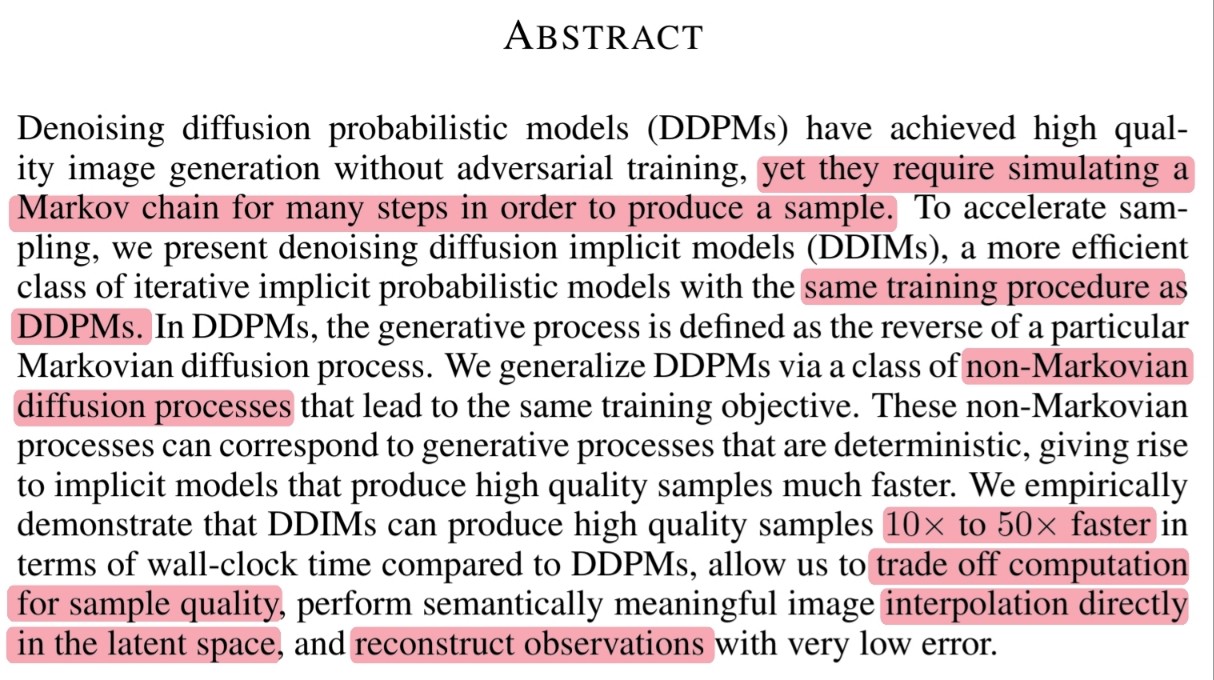 ABSTRACT
Denoising diffusion probabilistic models (DDPMs) have achieved high qual-
ity image generation without adversarial training, yet they require simulating a
Markov chain for many steps in order to produce a sample. To accelerate sam-
pling, we present denoising diffusion implicit models (DDIMs), a more efficient
class of iterative implicit probabilistic models with the same training procedure as
DDPMs. In DDPMs, the generative process is defined as the reverse of a particular
Markovian diffusion process. We generalize DDPMs via a class of non-Markovian
diffusion processes that lead to the same training objective. These non-Markovian
processes can correspond to generative processes that are deterministic, giving rise
to implicit models that produce high quality samples much faster. We empirically
demonstrate that DDIMs can produce high quality samples 10× to 50× faster in
terms of wall-clock time compared to DDPMs, allow us to trade off computation
for sample quality, perform semantically meaningful image interpolation directly
in the latent space, and reconstruct observations with very low error.